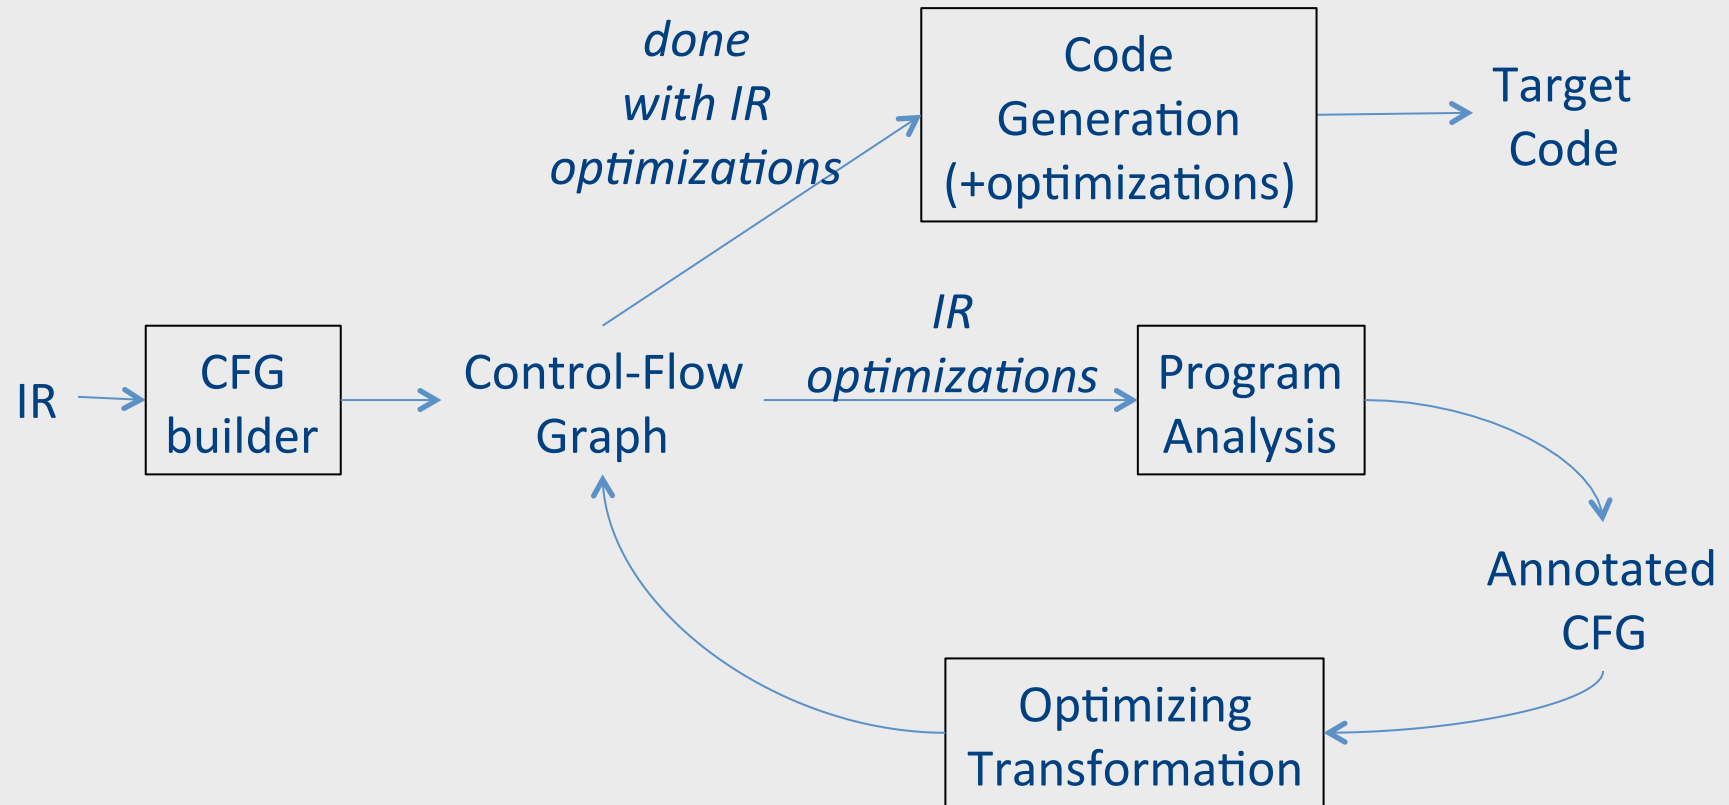 done
with IR
optimizations
Code
Generation
(+optimizations)
Target
Code
IR
CFG
builder
Control-Flow
Graph
IR
optimizations
Program
Analysis
Annotated
CFG
Optimizing
Transformation